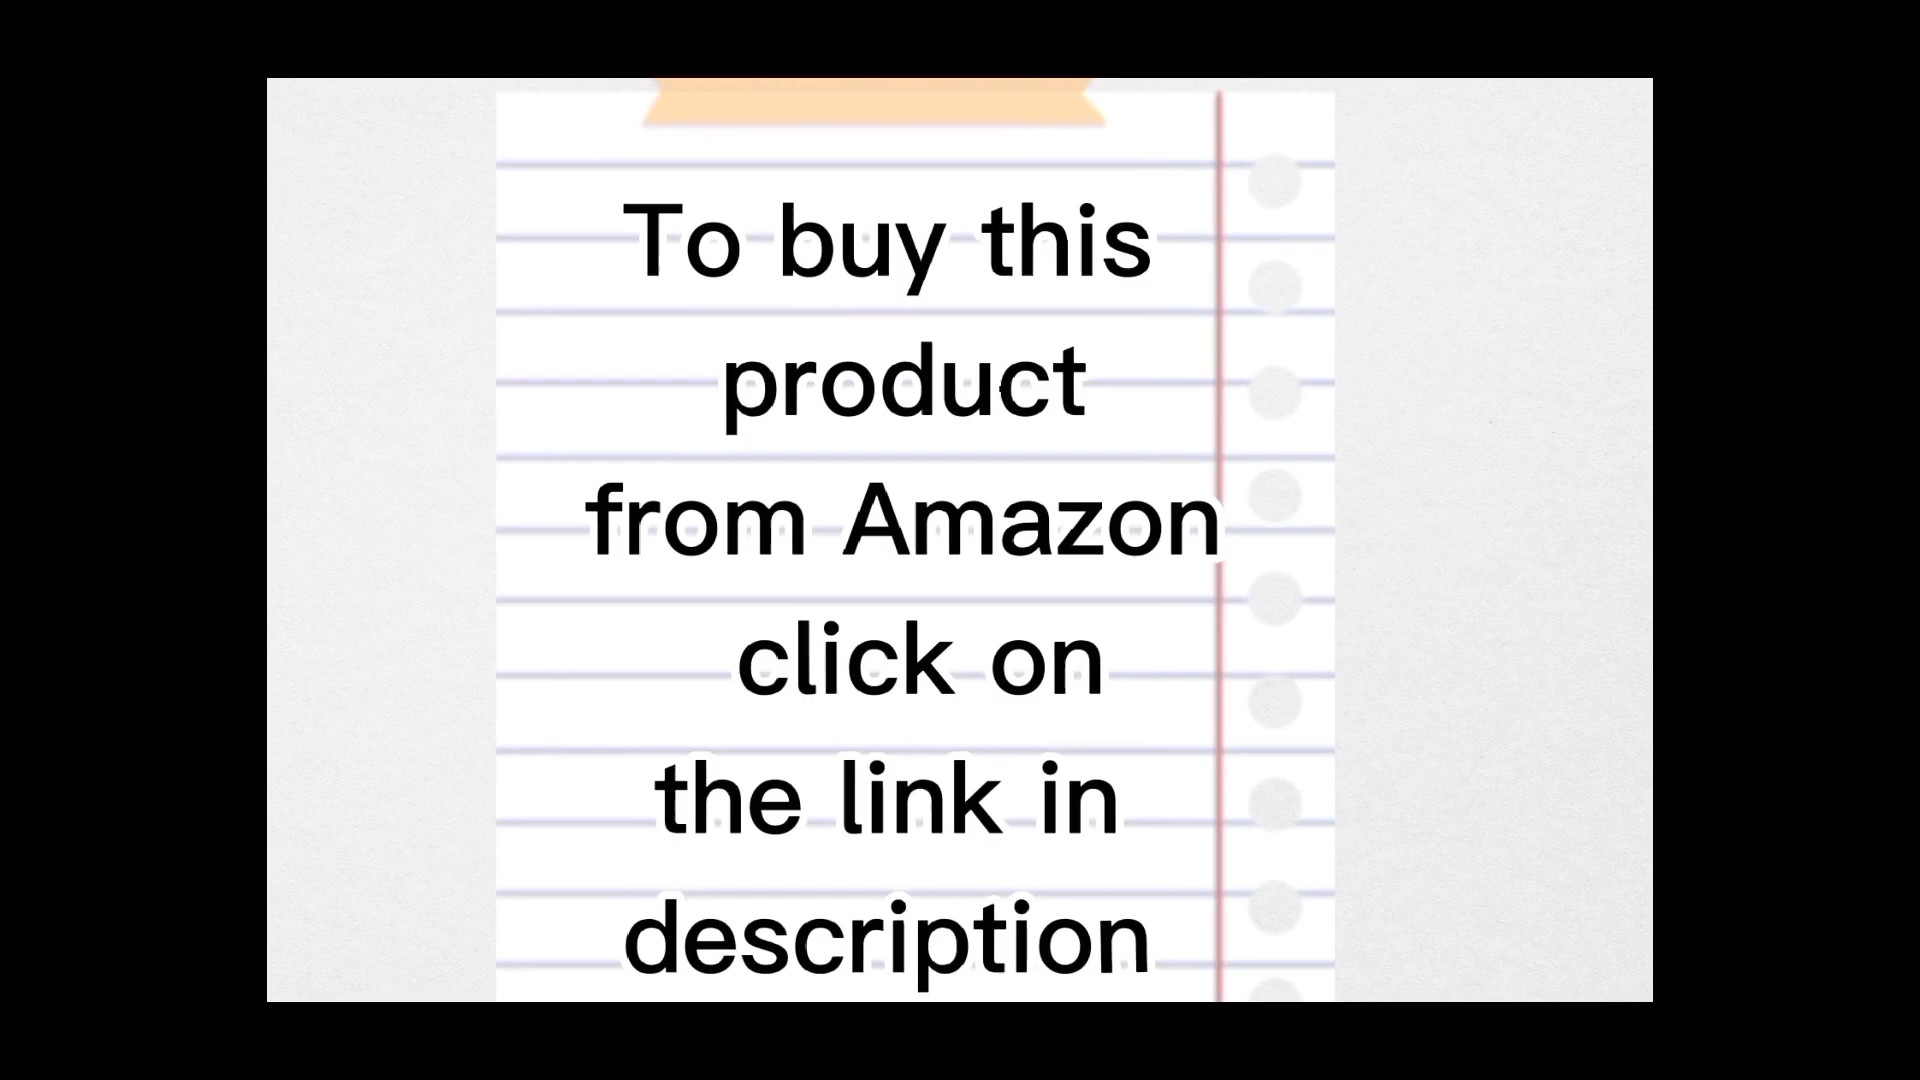 To buy this
product
from Amazon
click on
the link in
description